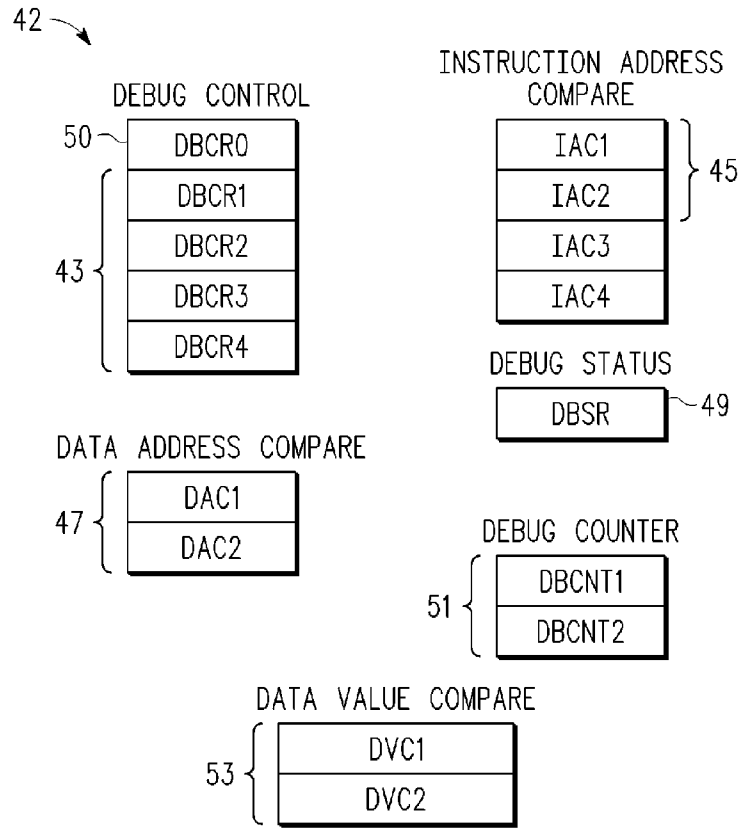 42
DEBUG CONTROL
50
DBCR0
DBCR1
DBCR2
43
DBCR3
DBCR4
INSTRUCTION ADDRESS
COMPARE
IAC1
45
IAC2
IAC3
IAC4
DEBUG STATUS
DBSR
49
DATA ADDRESS COMPARE
DAC1
47
DAC2
DEBUG COUNTER
DBCNT1
51
DBCNT2
DATA VALUE COMPARE
DVC1
53
DVC2